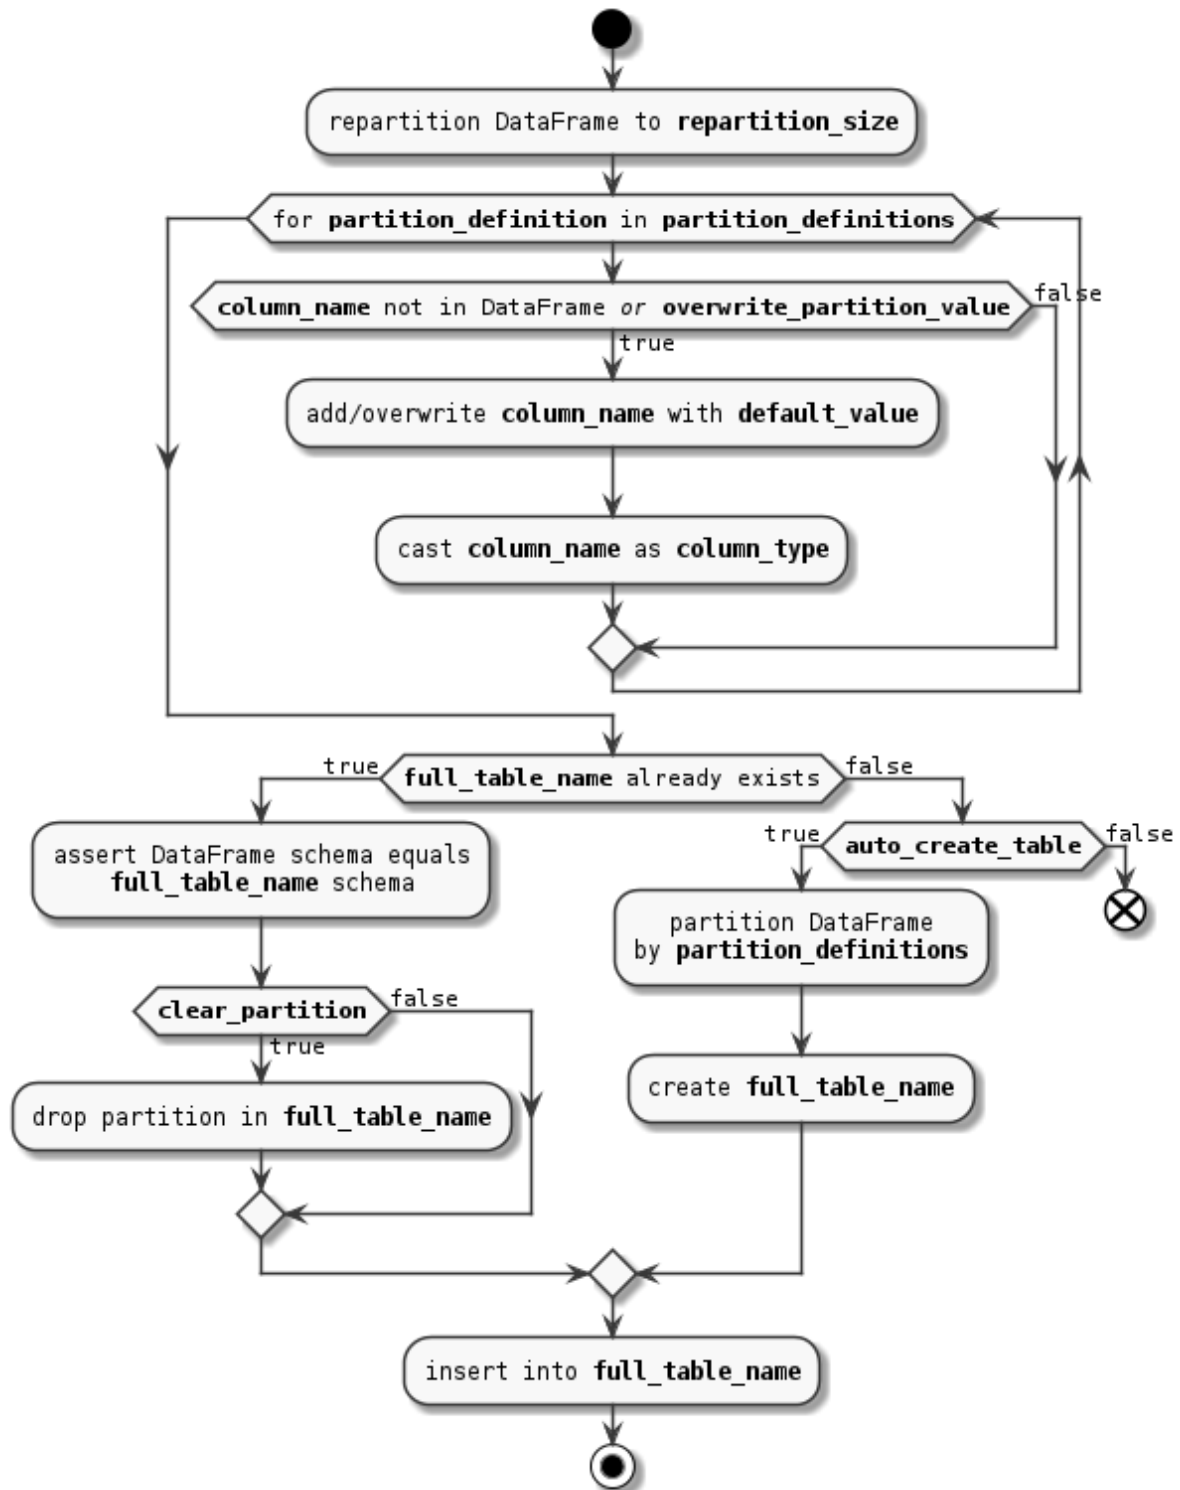 repartition DataFrame to repartition_size
for partition_definition in partition_definitions
column_name not in DataFrame or overwrite_partition_value
false
true
add/overwrite column_name with default_value
cast column_name as column_type
true
full_table_name already exists
false
assert DataFrame schema equals
full_table_name schema
true
auto_create_table
false
partition DataFrame
by partition_definitions
clear_partition
false
true
create full_table_name
drop partition in full_table_name
insert into full_table_name